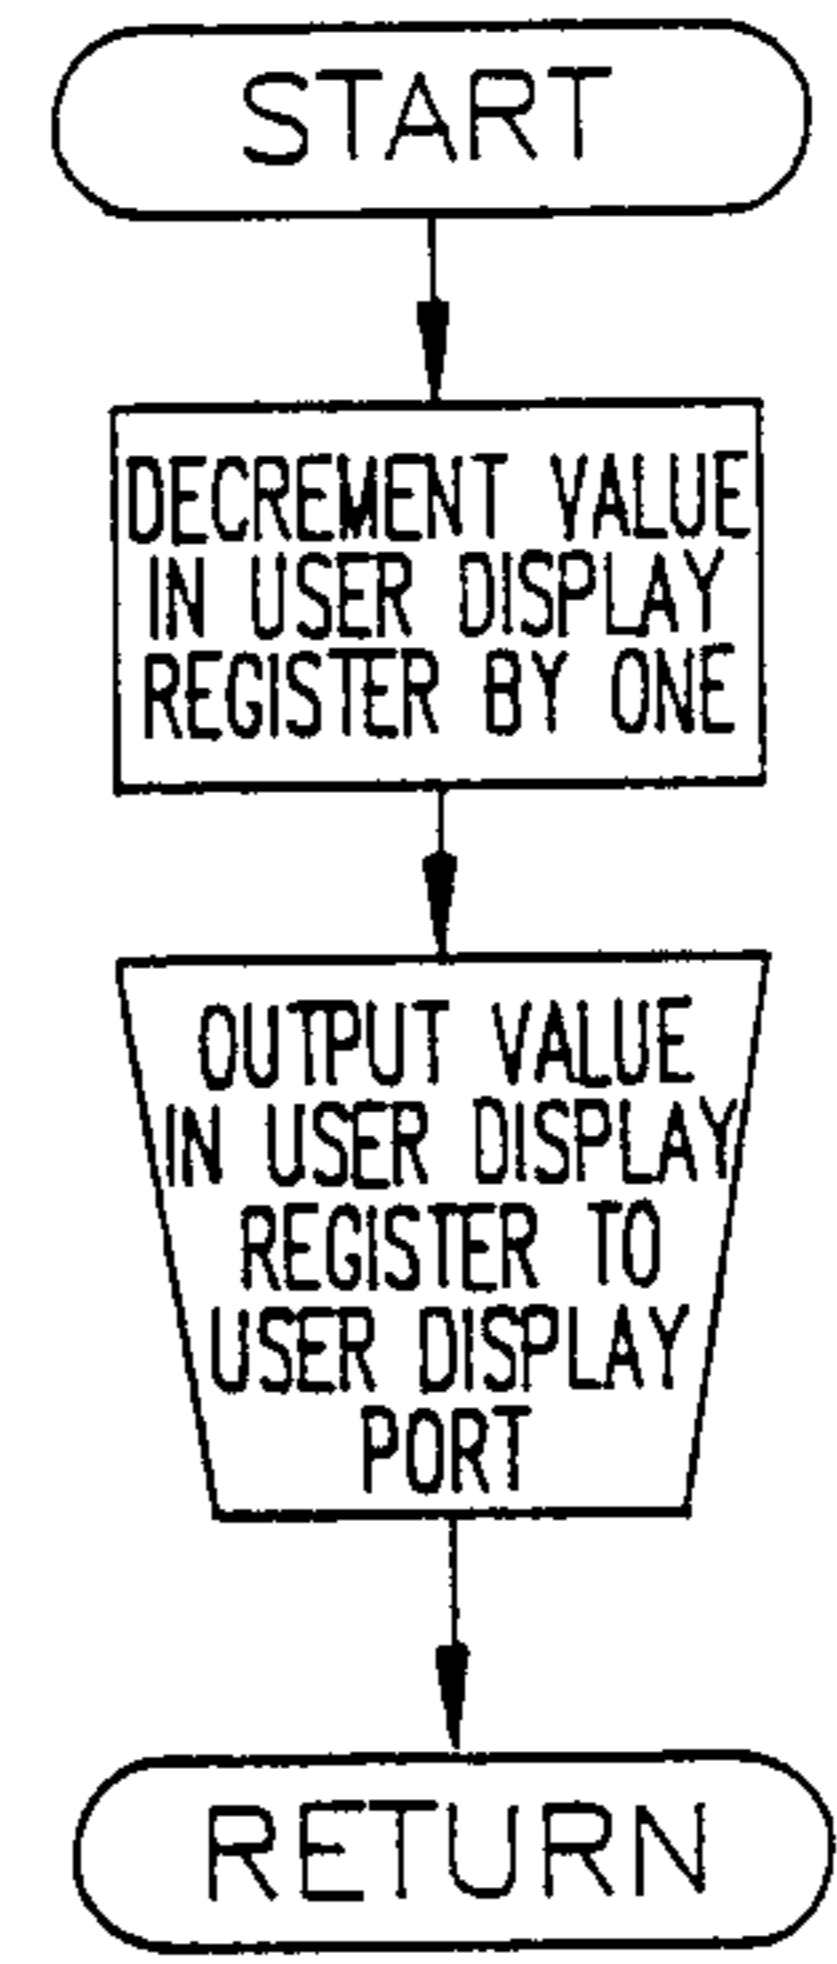 START
DECREMENT VALUE
IN USER DISPLAY
REGISTER BY ONE
OUTPUT VALUE
IN USER DISPLAY
REGISTER TO
USER DISPLAY
PORT
RETURN